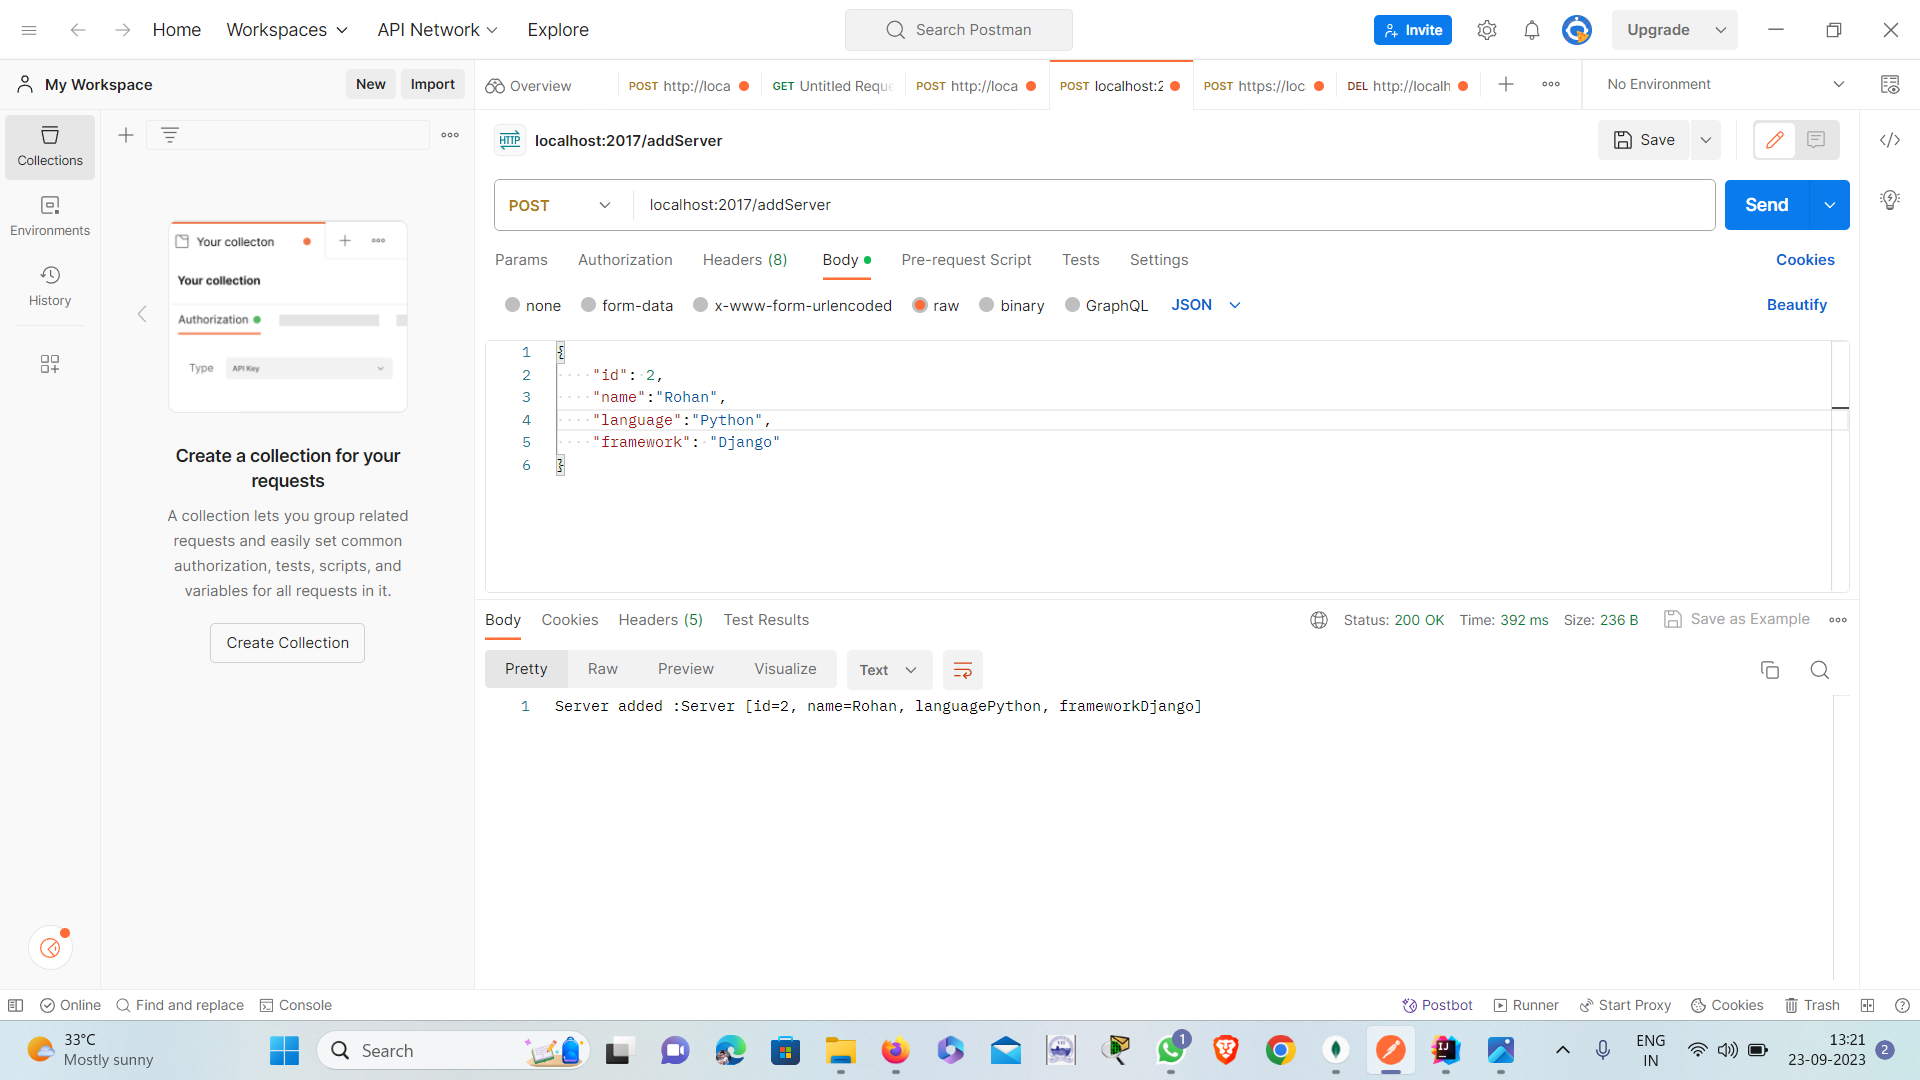 Home Workspaces API Network Explore Search Postman Invite Upgrade
My Workspace New Import Overview POST http://loca GET Untitled Reque POST http://loca POST localhost:2 POST https://loc DEL http://localh No Environment
Collections
Environments
History
Your collecton
Your collection
Authorization
Type API Key
Create a collection for your
requests
A collection lets you group related
requests and easily set common
authorization, tests, scripts, and
variables for all requests in it.
Create Collection
HTTP localhost:2017/addServer Save
POST localhost:2017/addServer Send
Params Authorization Headers (8) Body Pre-request Script Tests Settings Cookies
none form-data x-www-form-urlencoded raw binary GraphQL JSON Beautify
1 {
2 "id": 2,
3 "name":"Rohan",
4 "language":"Python",
5 "framework": "Django"
6 }
Body Cookies Headers (5) Test Results Status: 200 OK Time: 392 ms Size: 236 B Save as Example
Pretty Raw Preview Visualize Text
1 Server added :Server [id=2, name=Rohan, languagePython, frameworkDjango]
Online Find and replace Console Postbot Runner Start Proxy Cookies Trash
33°C
Mostly sunny
Search
1
ENG
IN
13:21
23-09-2023
2